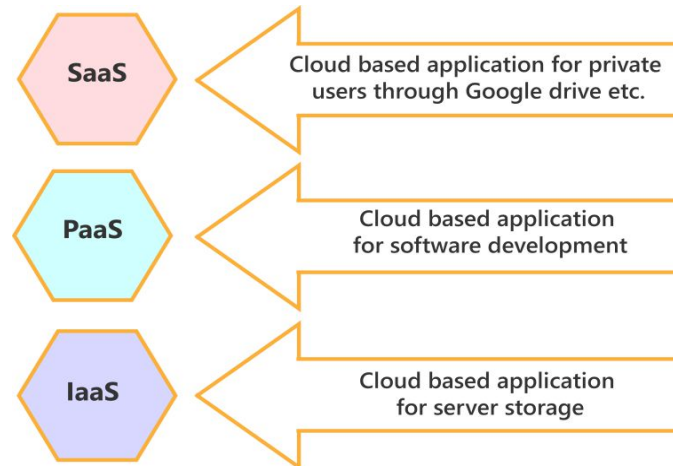 SaaS
Cloud based application for private
users through Google drive etc.
PaaS
Cloud based application
for software development
IaaS
Cloud based application
for server storage